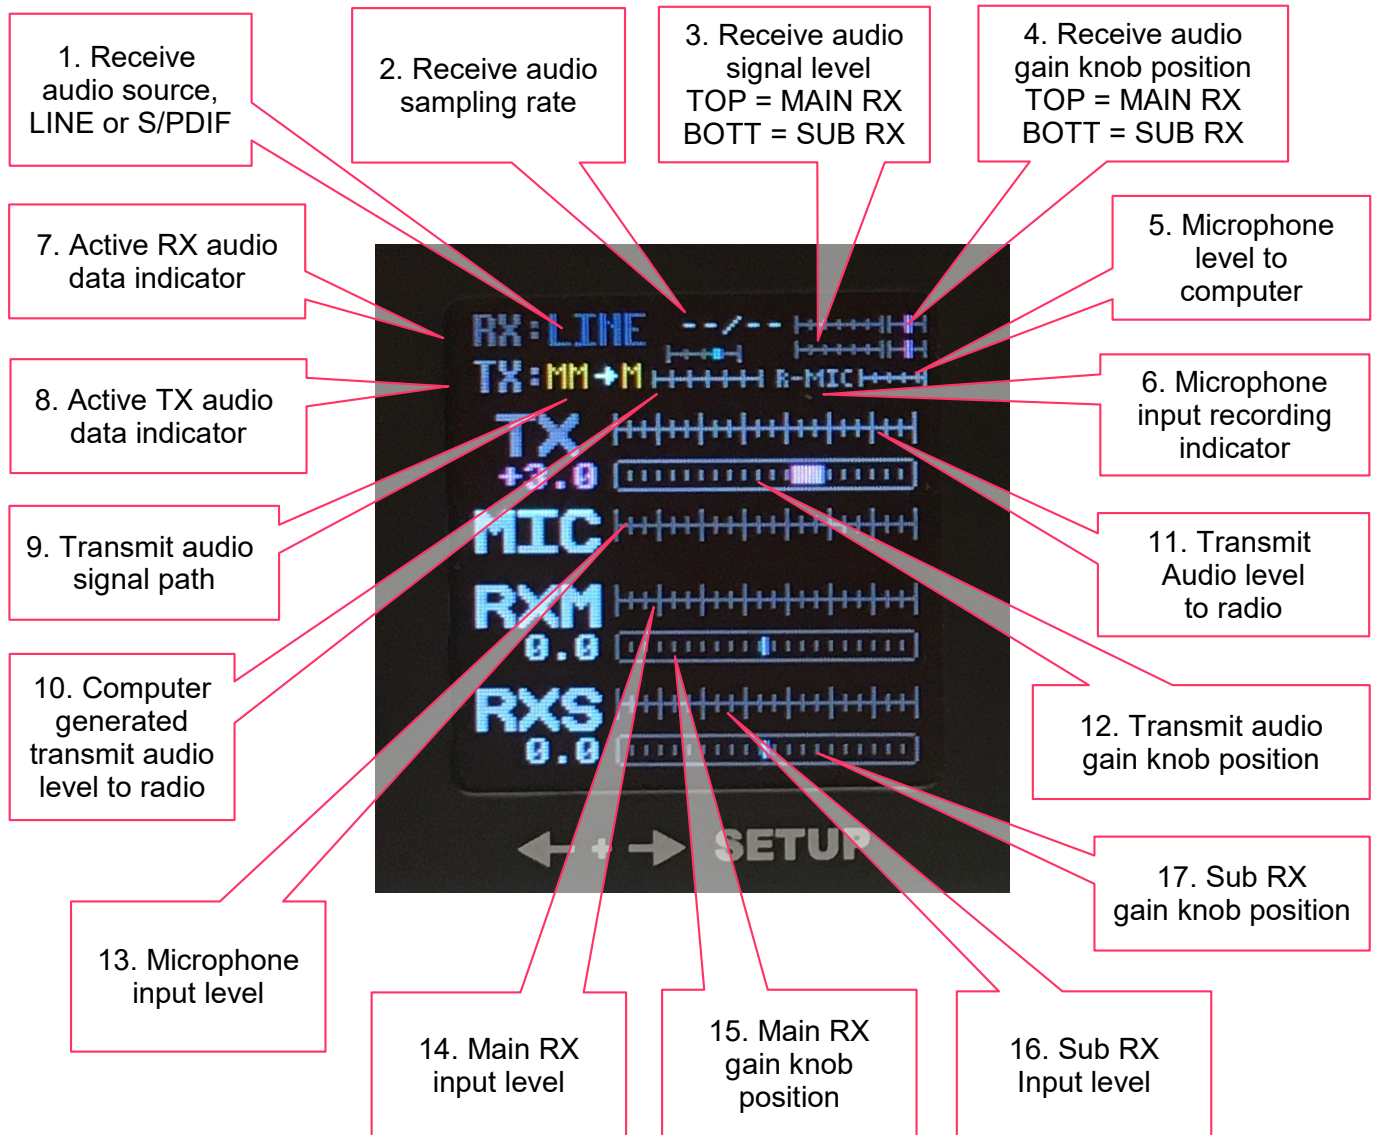 1. Receive
audio source,
LINE or S/PDIF
2. Receive audio
sampling rate
3. Receive audio
signal level
TOP = MAIN RX
BOTT = SUB RX
4. Receive audio
gain knob position
TOP = MAIN RX
BOTT = SUB RX
5. Microphone
level to
computer
7. Active RX audio
data indicator
8. Active TX audio
data indicator
6. Microphone
input recording
indicator
9. Transmit audio
signal path
11. Transmit
Audio level
to radio
10. Computer
generated
transmit audio
level to radio
12. Transmit audio
gain knob position
17. Sub RX
gain knob position
13. Microphone
input level
14. Main RX
input level
15. Main RX
gain knob
position
16. Sub RX
Input level
RX:LINE --/--
TX:MM→M R-MIC
TX
+3.0
MIC
RXM
0.0
RXS
0.0
← + → SETUP